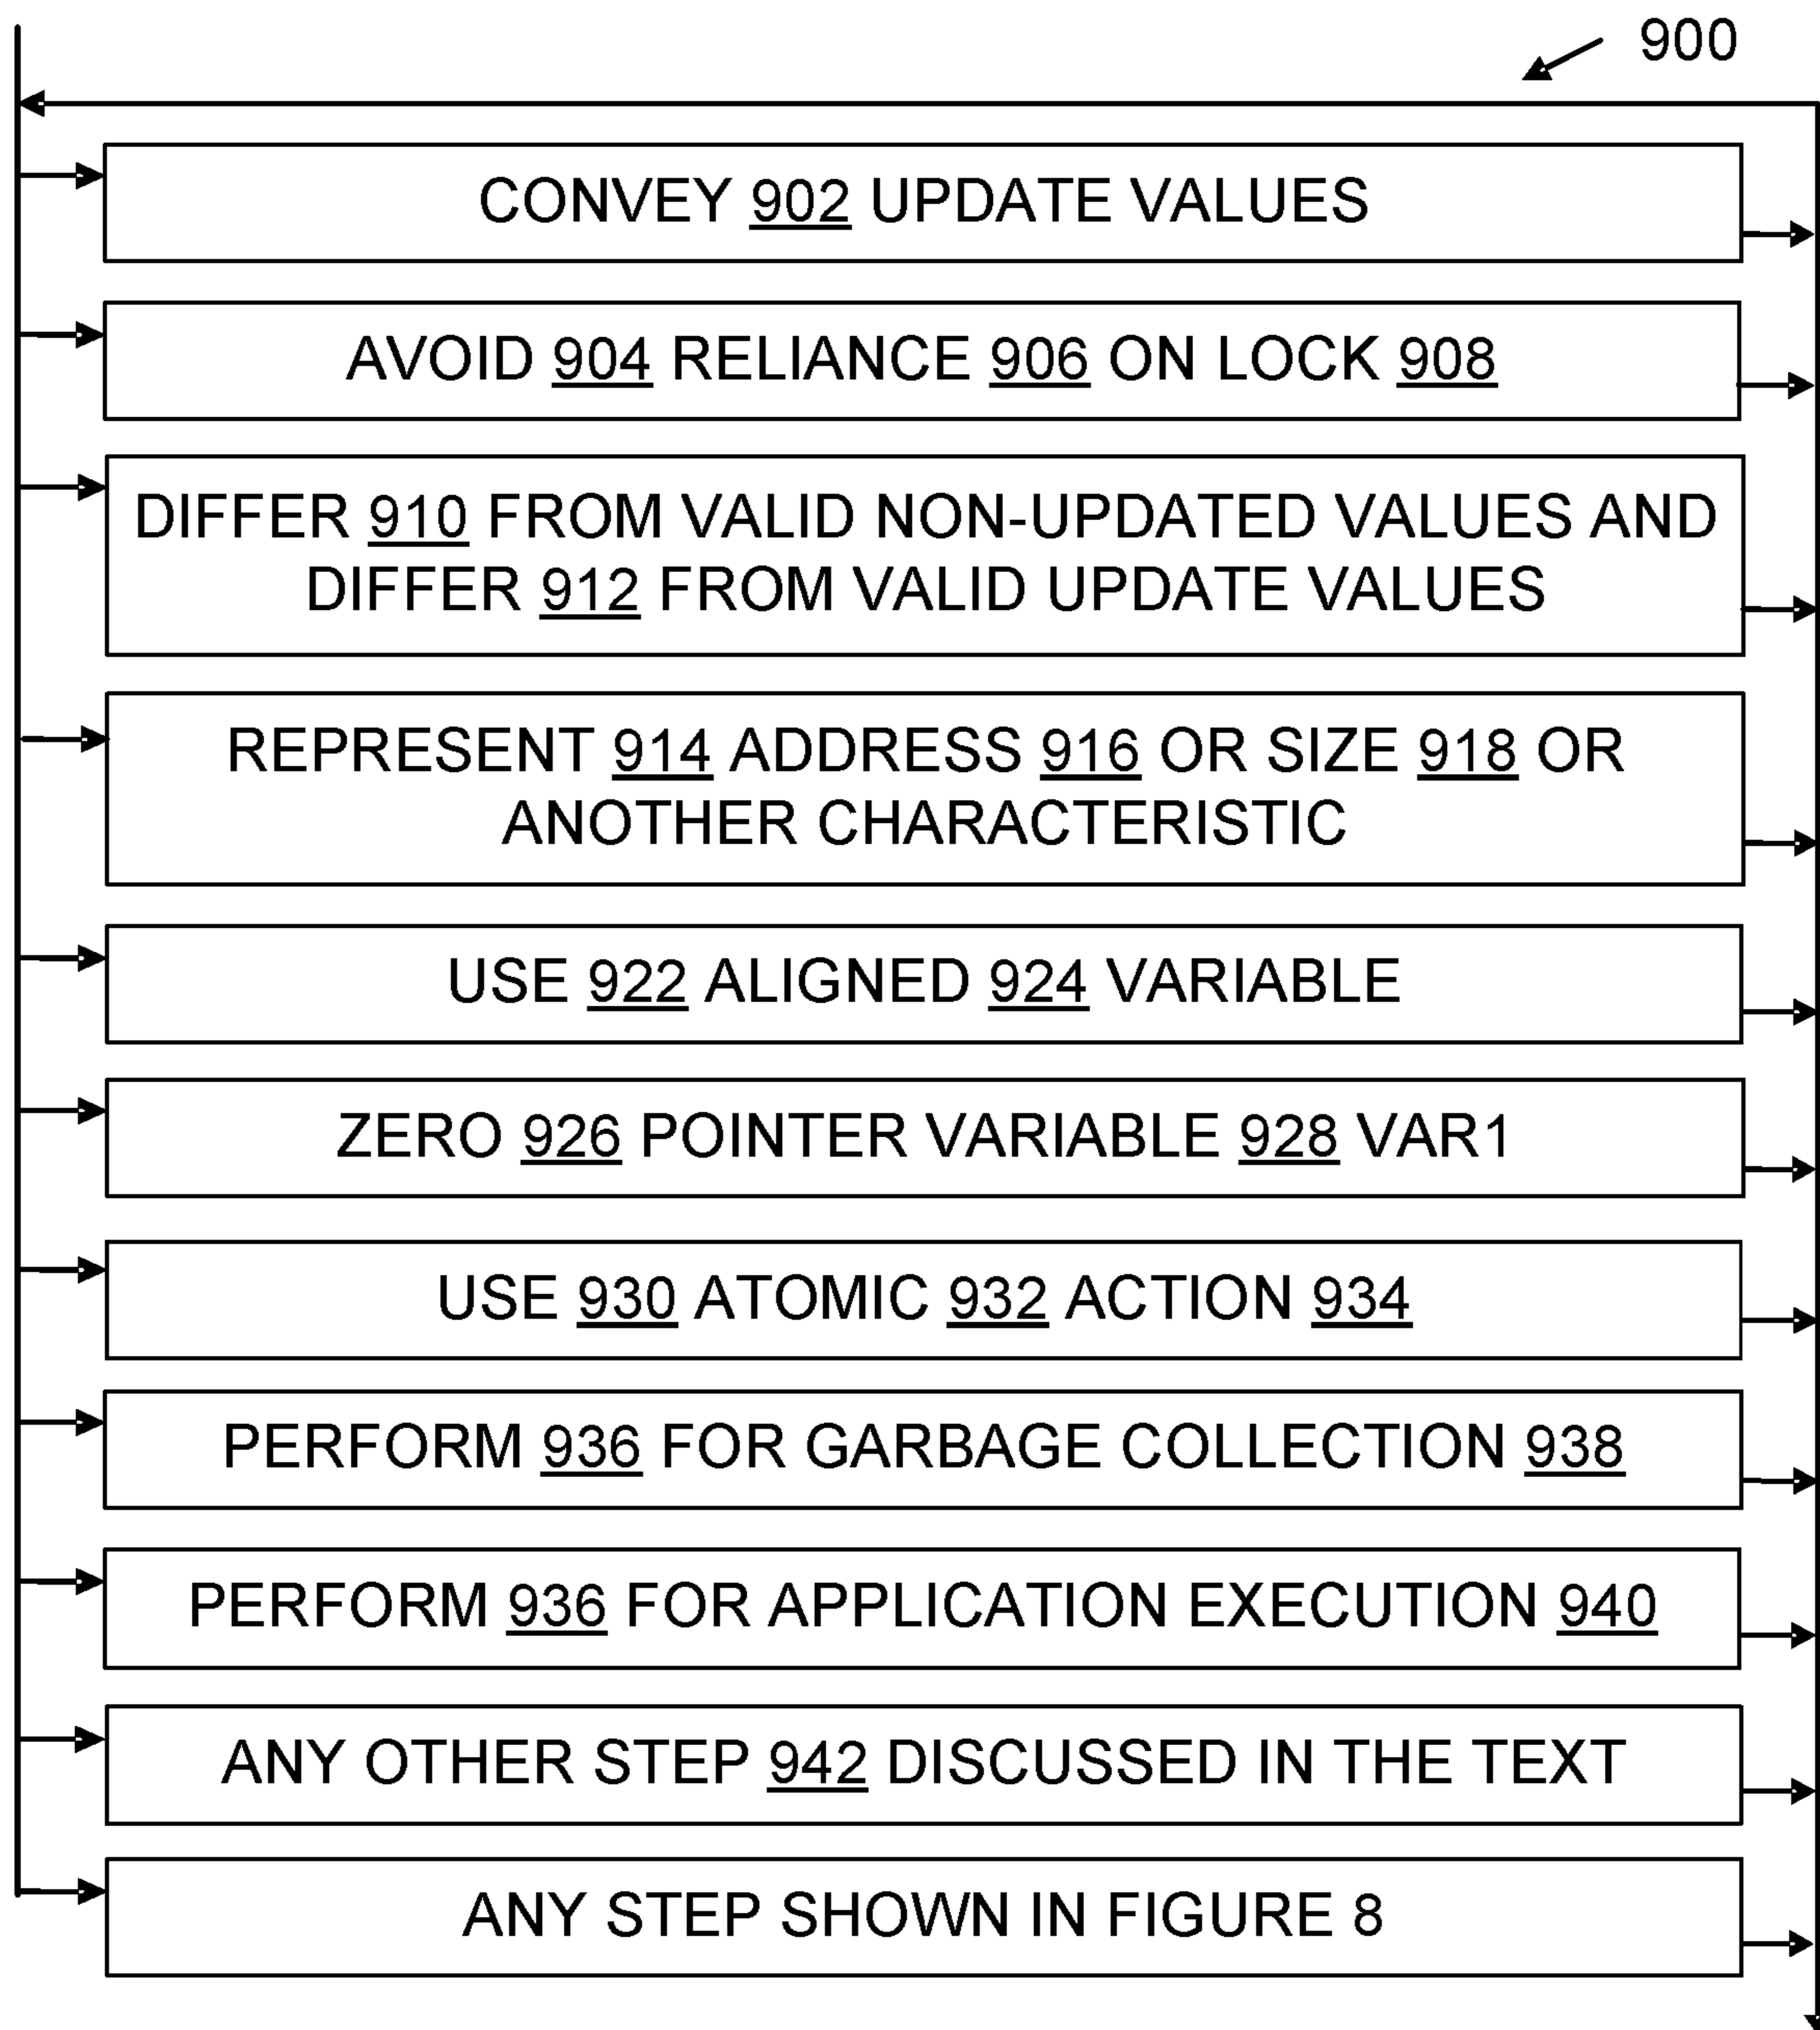 900
CONVEY 902 UPDATE VALUES
AVOID 904 RELIANCE 906 ON LOCK 908
DIFFER 910 FROM VALID NON-UPDATED VALUES AND
DIFFER 912 FROM VALID UPDATE VALUES
REPRESENT 914 ADDRESS 916 OR SIZE 918 OR
ANOTHER CHARACTERISTIC
USE 922 ALIGNED 924 VARIABLE
ZERO 926 POINTER VARIABLE 928 VAR1
USE 930 ATOMIC 932 ACTION 934
PERFORM 936 FOR GARBAGE COLLECTION 938
PERFORM 936 FOR APPLICATION EXECUTION 940
ANY OTHER STEP 942 DISCUSSED IN THE TEXT
ANY STEP SHOWN IN FIGURE 8